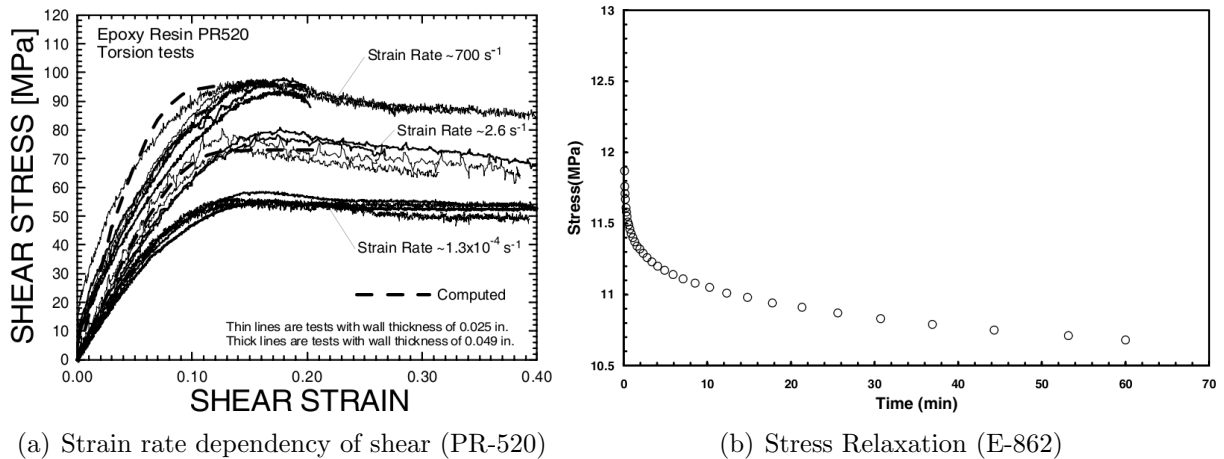 SHEAR STRESS [MPa]
120
110
100
90
80
70
60
50
40
30
20
10
0
Epoxy Resin PR520
Torsion tests
Strain Rate ~700 s⁻¹
Strain Rate ~2.6 s⁻¹
Strain Rate ~1.3x10⁻⁴ s⁻¹
Computed
Thin lines are tests with wall thickness of 0.025 in.
Thick lines are tests with wall thickness of 0.049 in.
0.00 0.10 0.20 0.30 0.40
SHEAR STRAIN
(a) Strain rate dependency of shear (PR-520)
Stress(MPa)
13
12.5
12
11.5
11
10.5
0 10 20 30 40 50 60 70
Time (min)
(b) Stress Relaxation (E-862)